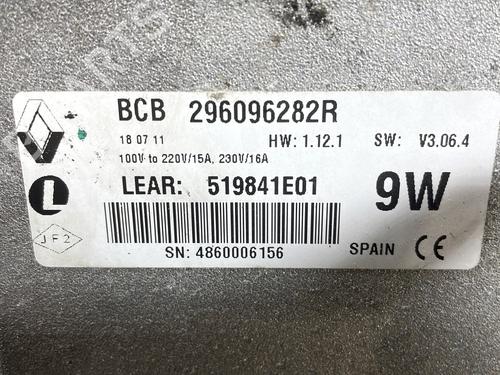 BCB 296096282R
18 07 11 HW: 1.12.1 SW: V3.06.4
100V to 220V/15A, 230V/16A
LEAR: 519841E01 9W
JF2
SN: 4860006156 SPAIN CE